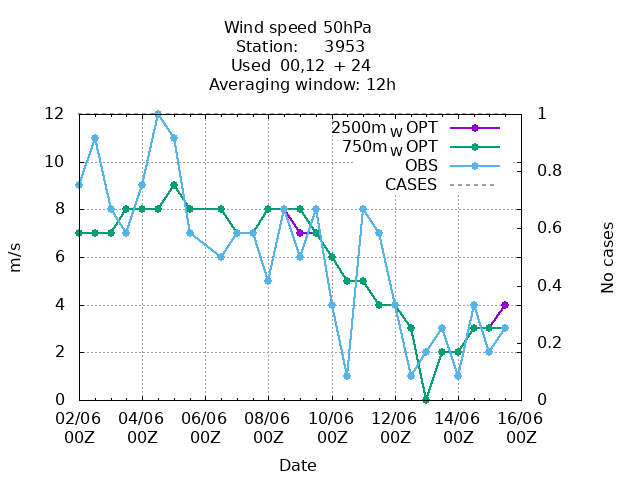 Wind speed 50hPa
Station: 3953
Used 00,12 + 24
Averaging window: 12h
2500m W OPT
750m W OPT
OBS
CASES
12
10
8
6
4
2
0
m/s
1
0.8
0.6
0.4
0.2
0
No cases
02/06 04/06 06/06 08/06 10/06 12/06 14/06 16/06
00Z 00Z 00Z 00Z 00Z 00Z 00Z 00Z
Date